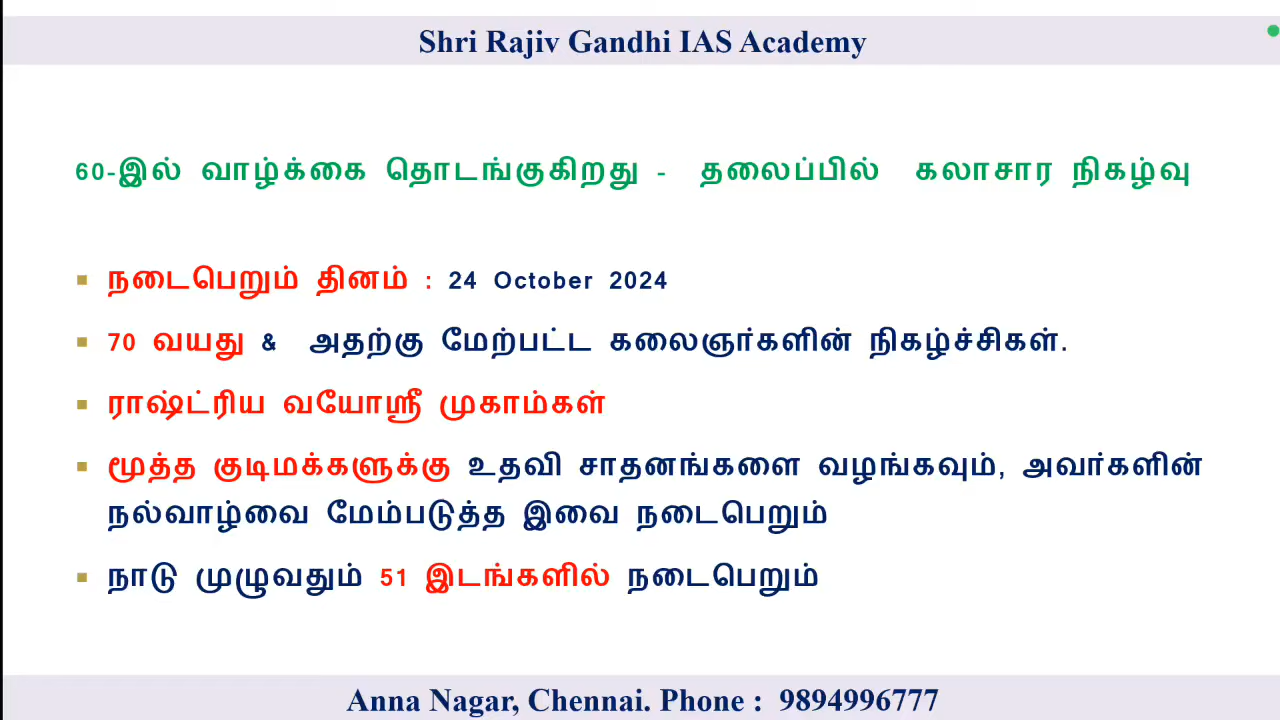 Shri Rajiv Gandhi IAS Academy
60-இல் வாழ்க்கை தொடங்குகிறது - தலைப்பில் கலாசார நிகழ்வு
நடைபெறும் தினம் : 24 October 2024
70 வயது & அதற்கு மேற்பட்ட கலைஞர்களின் நிகழ்ச்சிகள்.
ராஷ்ட்ரிய வயோஸ்ரீ முகாம்கள்
மூத்த குடிமக்களுக்கு உதவி சாதனங்களை வழங்கவும், அவர்களின்
நல்வாழ்வை மேம்படுத்த இவை நடைபெறும்
நாடு முழுவதும் 51 இடங்களில் நடைபெறும்
Anna Nagar, Chennai. Phone : 9894996777